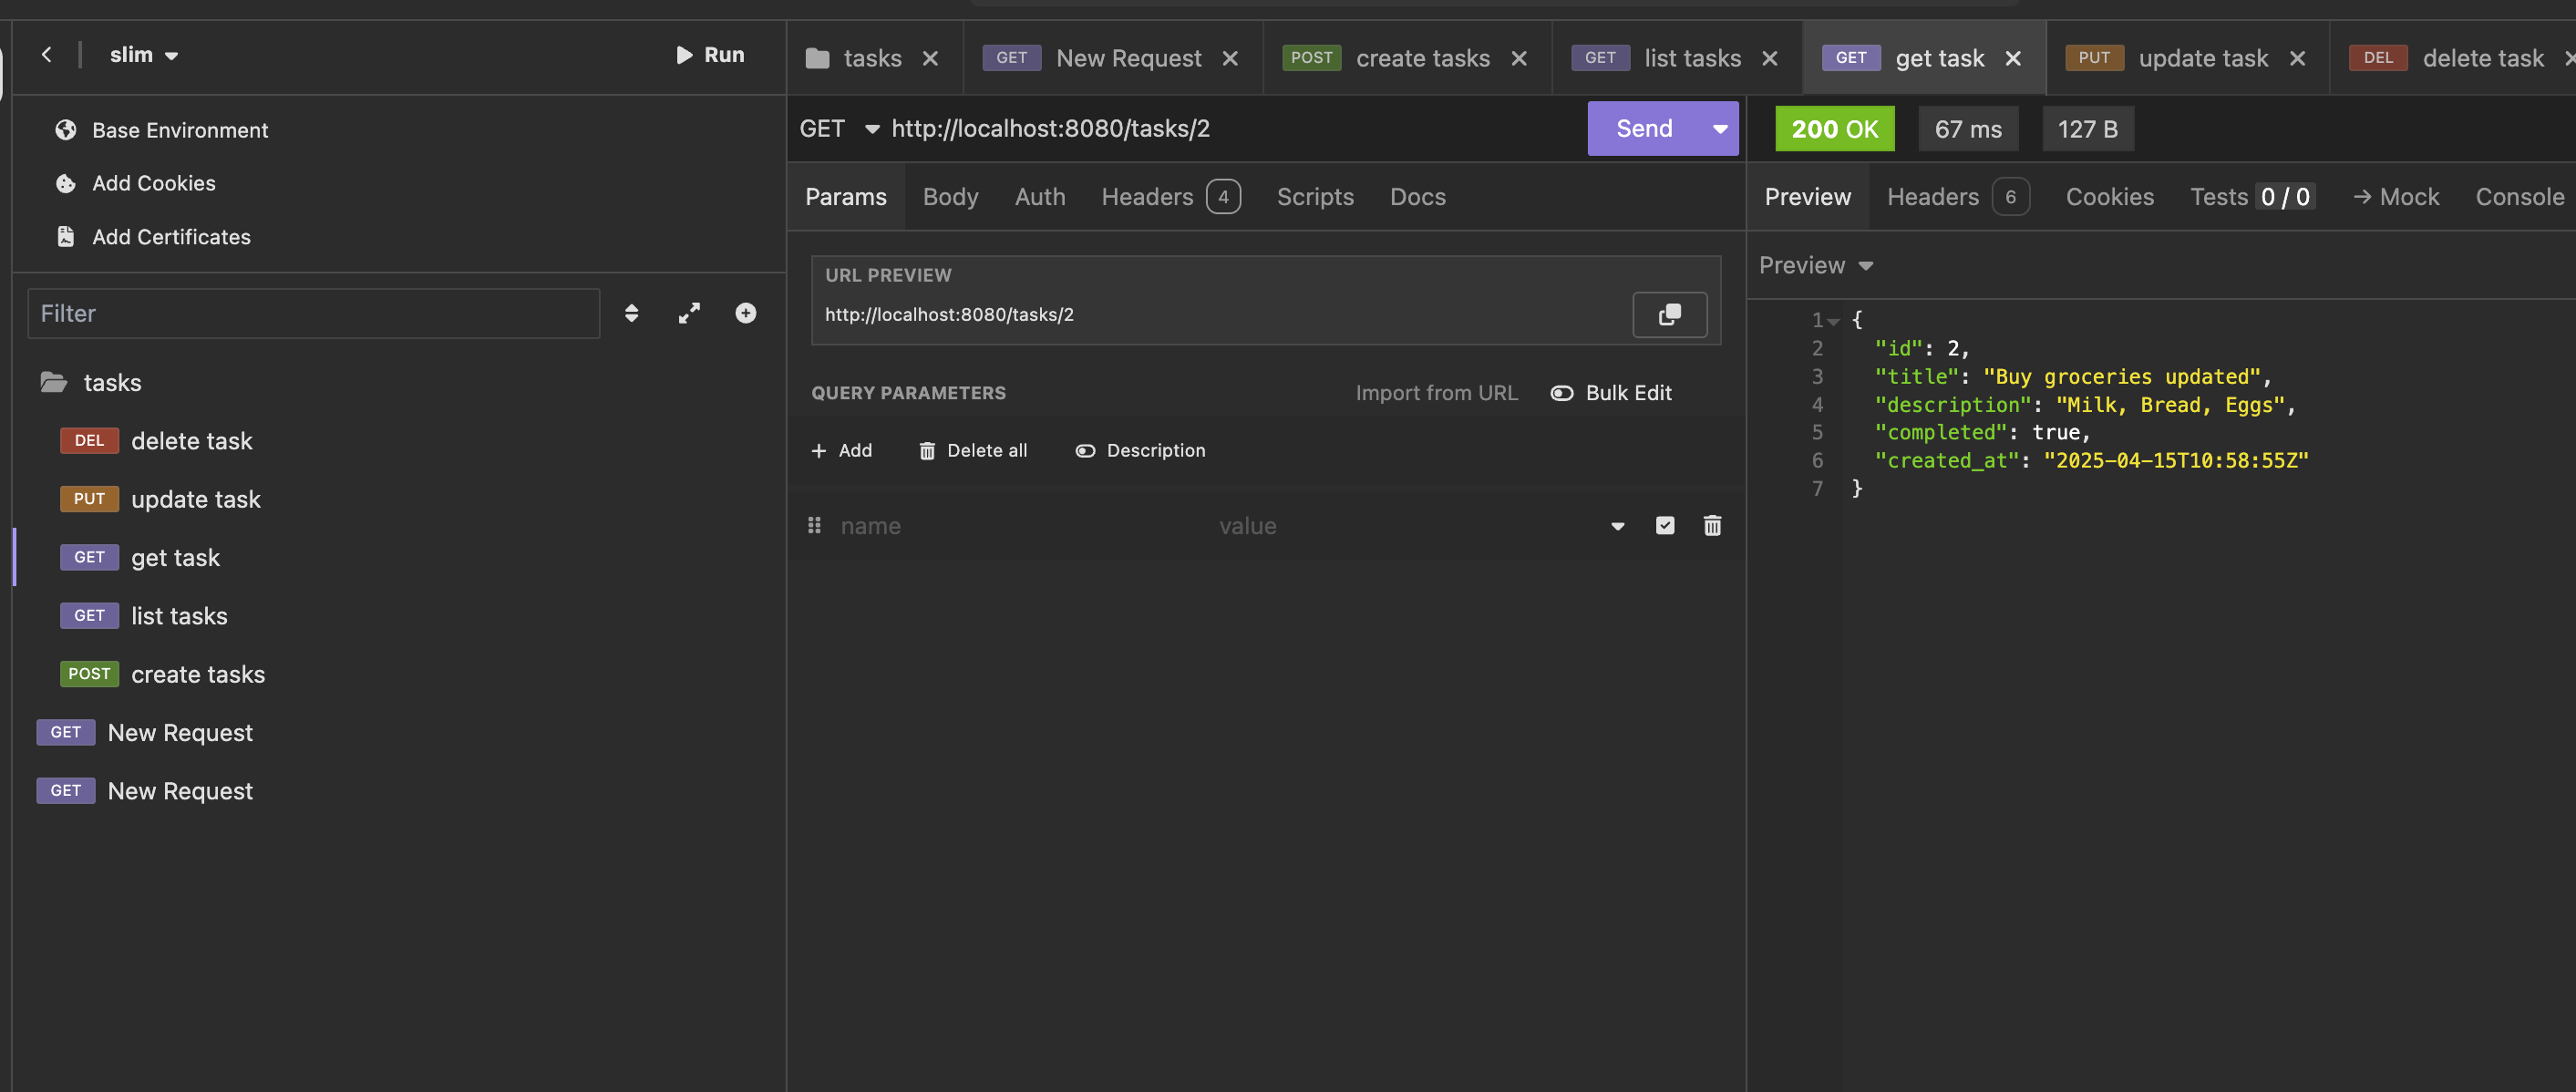 slim
Run
Base Environment
Add Cookies
Add Certificates
Filter
tasks
DEL delete task
PUT update task
GET get task
GET list tasks
POST create tasks
GET New Request
GET New Request
tasks
GET New Request
POST create tasks
GET list tasks
GET get task
PUT update task
DEL delete task
GET http://localhost:8080/tasks/2
Send
Params Body Auth Headers 4 Scripts Docs
URL PREVIEW
http://localhost:8080/tasks/2
QUERY PARAMETERS Import from URL Bulk Edit
Add Delete all Description
name value
200 OK 67 ms 127 B
Preview Headers 6 Cookies Tests 0 / 0 → Mock Console
Preview
1 {
2 "id": 2,
3 "title": "Buy groceries updated",
4 "description": "Milk, Bread, Eggs",
5 "completed": true,
6 "created_at": "2025-04-15T10:58:55Z"
7 }